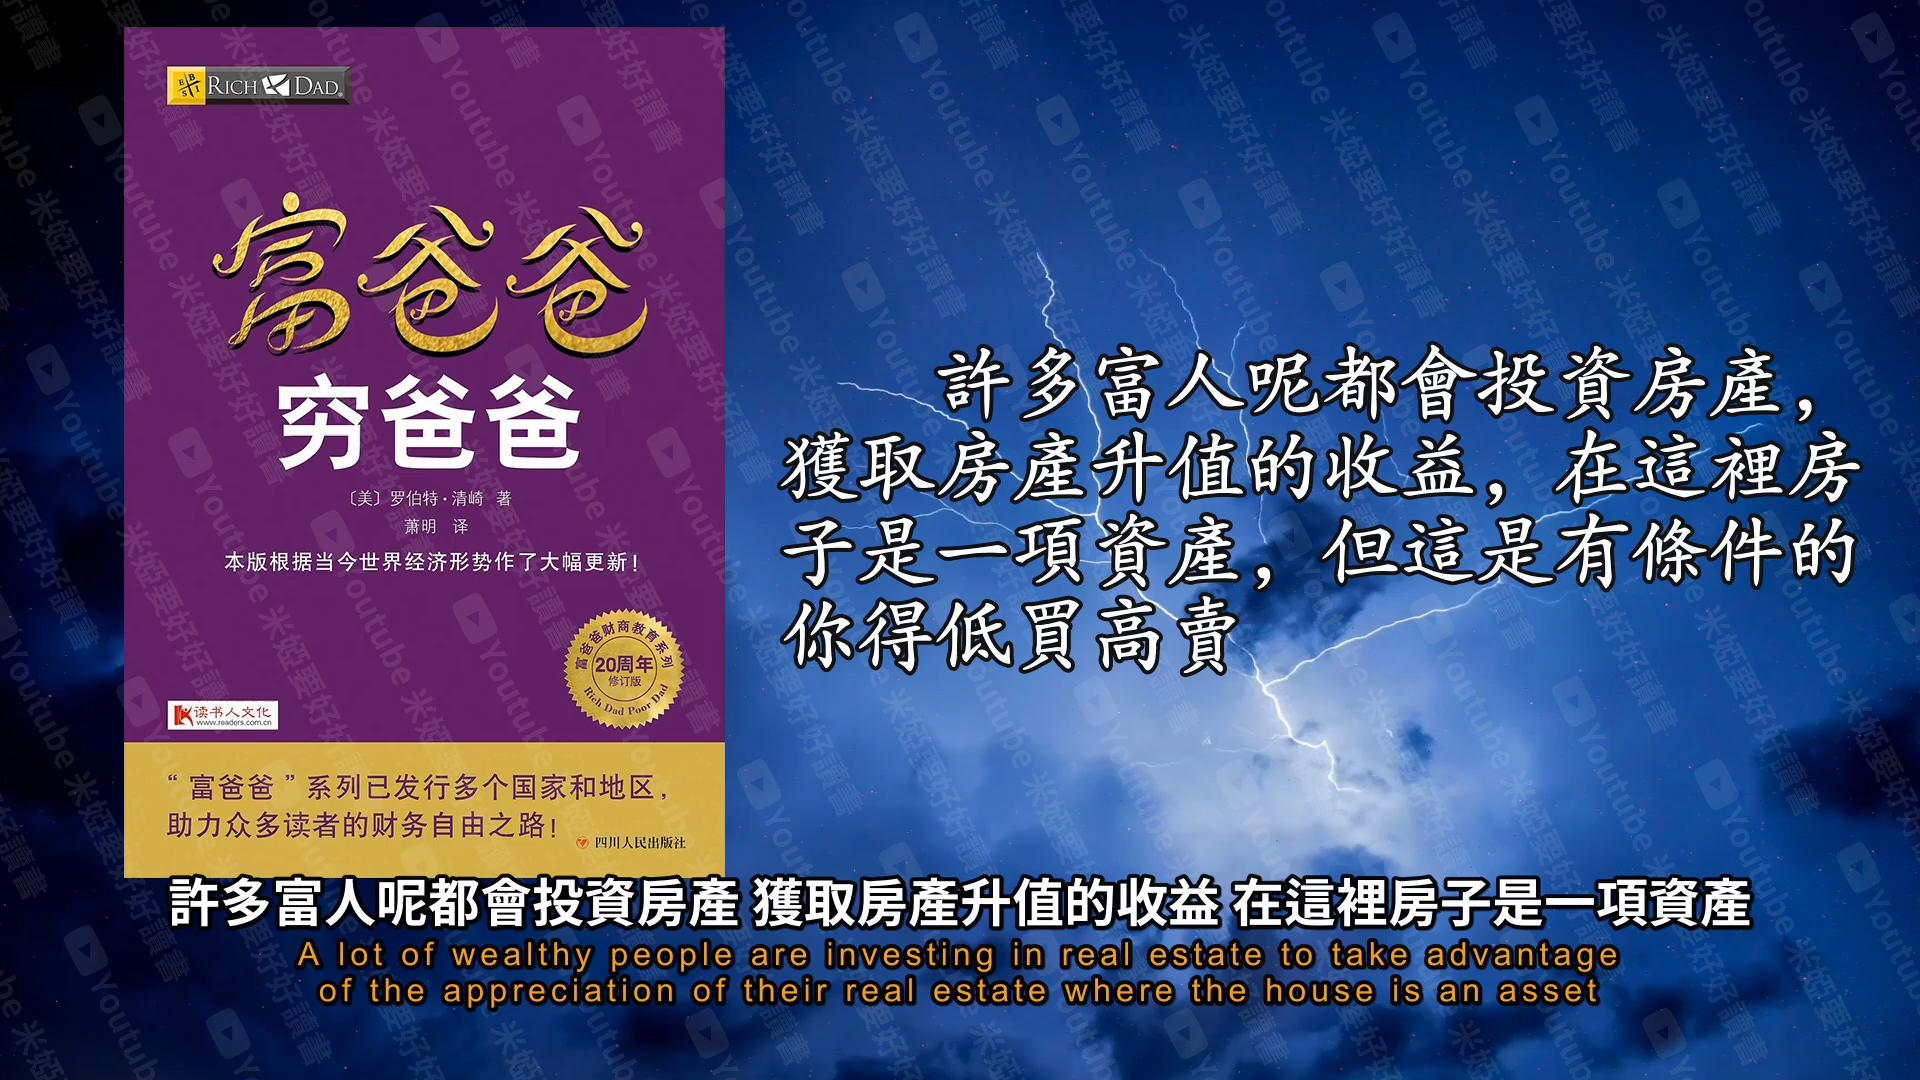 EBSI RICH DAD
富爸爸
穷爸爸
〔美〕罗伯特·清崎 著
萧明 译
本版根据当今世界经济形势作了大幅更新!
富爸爸财商教育系列
20周年
修订版
Rich Dad Poor Dad
读书人文化
www.readers.com.cn
“富爸爸”系列已发行多个国家和地区，
助力众多读者的财务自由之路!
四川人民出版社
許多富人呢都會投資房產，
獲取房產升值的收益，在這裡房
子是一項資產，但這是有條件的
你得低買高賣
許多富人呢都會投資房產 獲取房產升值的收益 在這裡房子是一項資產
A lot of wealthy people are investing in real estate to take advantage
of the appreciation of their real estate where the house is an asset
Youtube 米婭要好好讀書